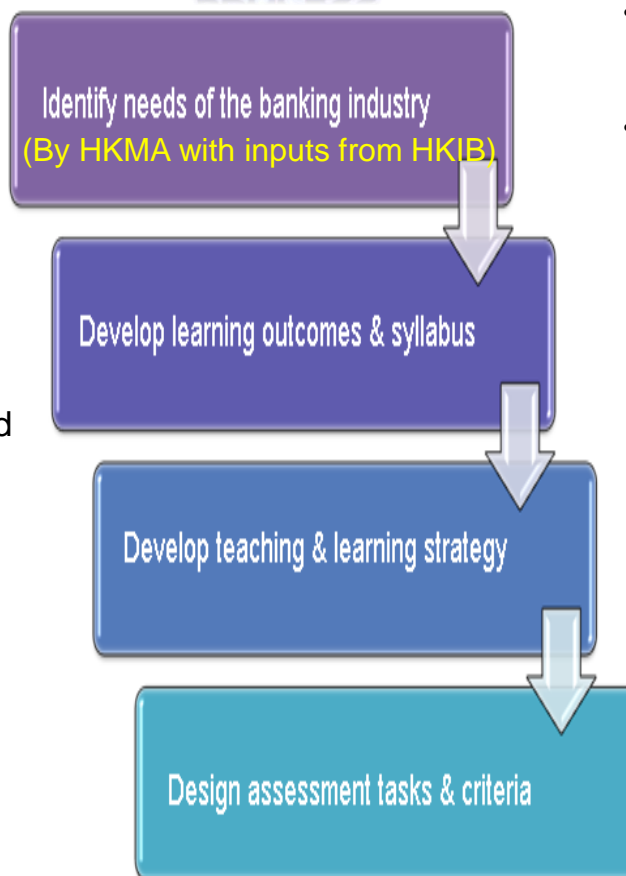 Identify needs of the banking industry
(By HKMA with inputs from HKIB)
Develop learning outcomes & syllabus
d
Develop teaching & learning strategy
Design assessment tasks & criteria